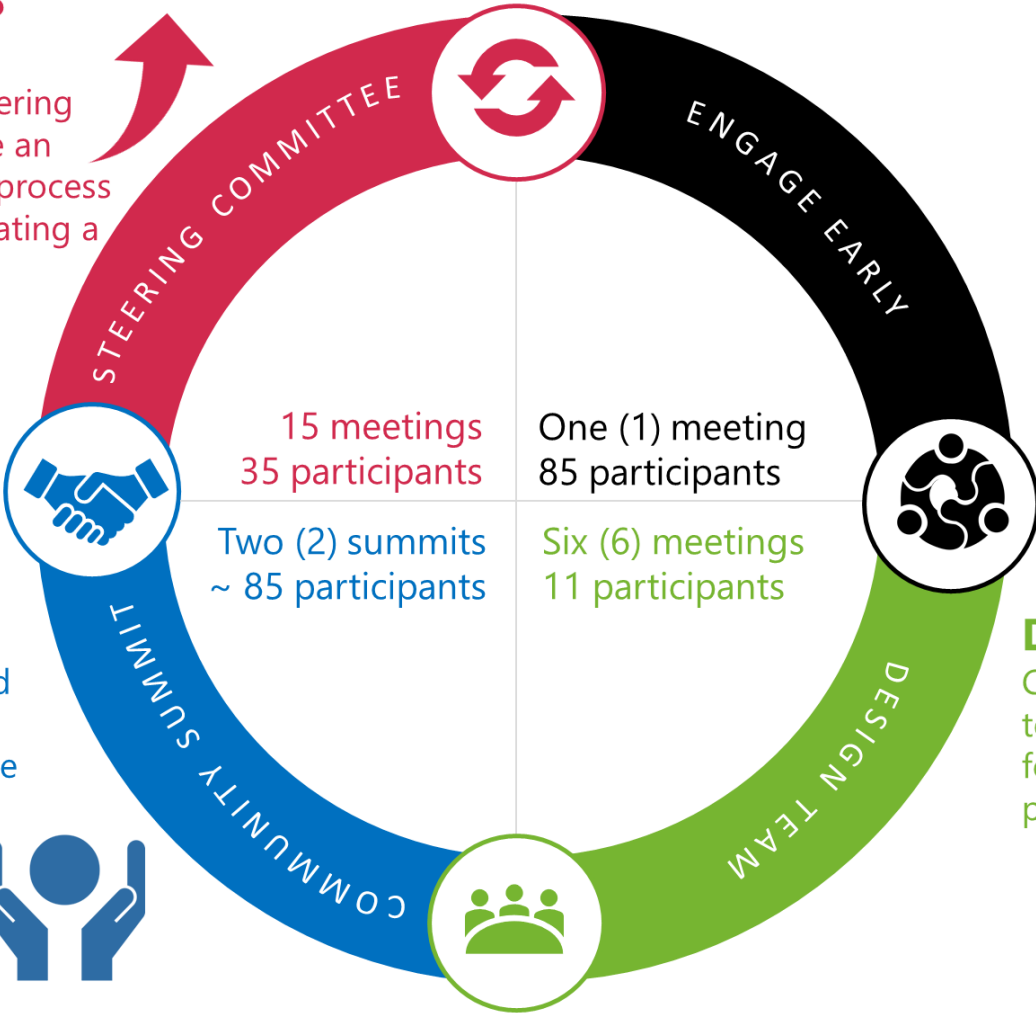 ering
an
process
ating a
STEERING COMMITTEE
ENGAGE EARLY
15 meetings
35 participants
One (1) meeting
85 participants
Two (2) summits
~ 85 participants
Six (6) meetings
11 participants
COMMUNITY SUMMIT
DESIGN TEAM